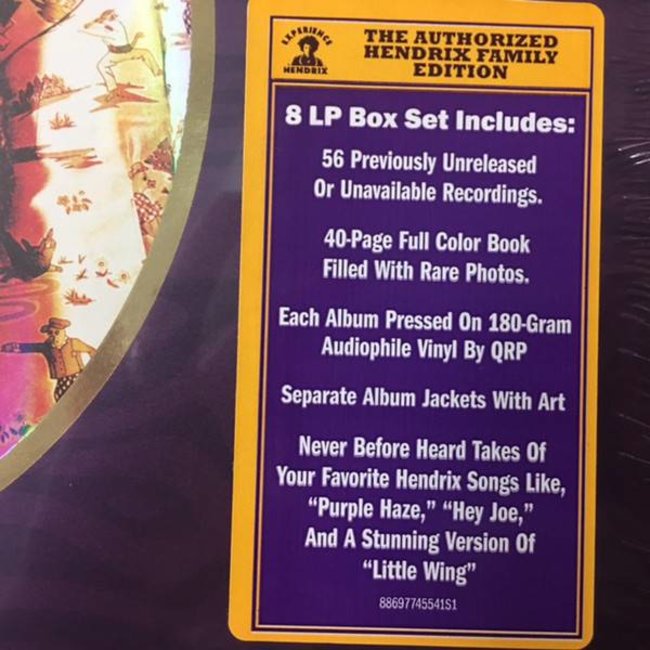 EXPERIENCE
HENDRIX
THE AUTHORIZED
HENDRIX FAMILY
EDITION
8 LP Box Set Includes:
56 Previously Unreleased
Or Unavailable Recordings.
40-Page Full Color Book
Filled With Rare Photos.
Each Album Pressed On 180-Gram
Audiophile Vinyl By QRP
Separate Album Jackets With Art
Never Before Heard Takes Of
Your Favorite Hendrix Songs Like,
“Purple Haze,” “Hey Joe,”
And A Stunning Version Of
“Little Wing”
88697745541S1